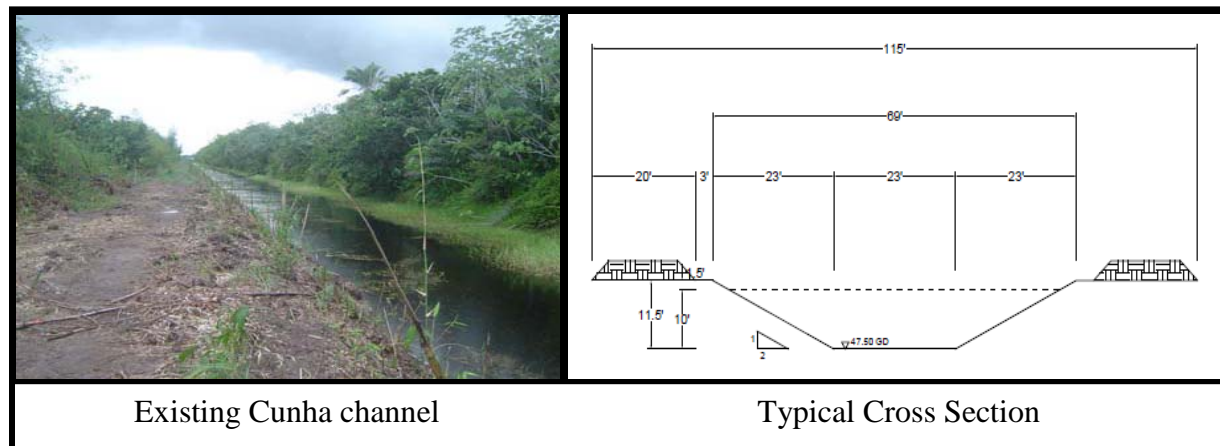 115'
69'
20' 3' 23' 23' 23'
1.5'
11.5' 10'
1
2
47.50 GD
Existing Cunha channel
Typical Cross Section